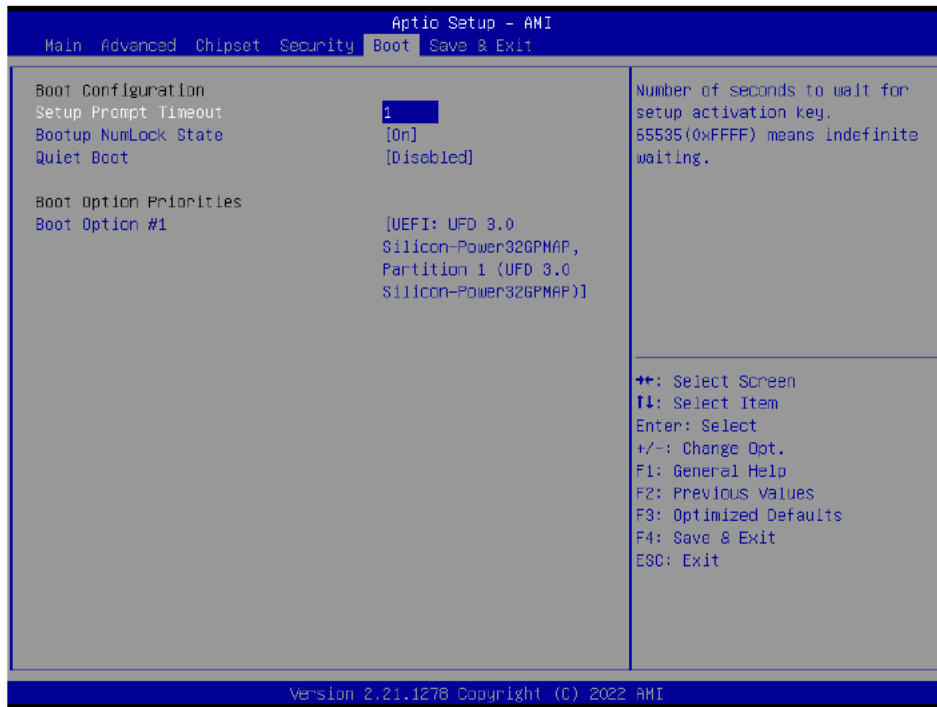 Aptio Setup - AMI
Main Advanced Chipset Security Boot Save & Exit
Boot Configuration
Setup Prompt Timeout 1
Bootup NumLock State [On]
Quiet Boot [Disabled]
Boot Option Priorities
Boot Option #1 [UEFI: UFD 3.0
Silicon-Power32GPMAP,
Partition 1 (UFD 3.0
Silicon-Power32GPMAP)]
Number of seconds to wait for
setup activation key.
65535(0xFFFF) means indefinite
waiting.
→←: Select Screen
↑↓: Select Item
Enter: Select
+/-: Change Opt.
F1: General Help
F2: Previous Values
F3: Optimized Defaults
F4: Save & Exit
ESC: Exit
Version 2.21.1278 Copyright (C) 2022 AMI